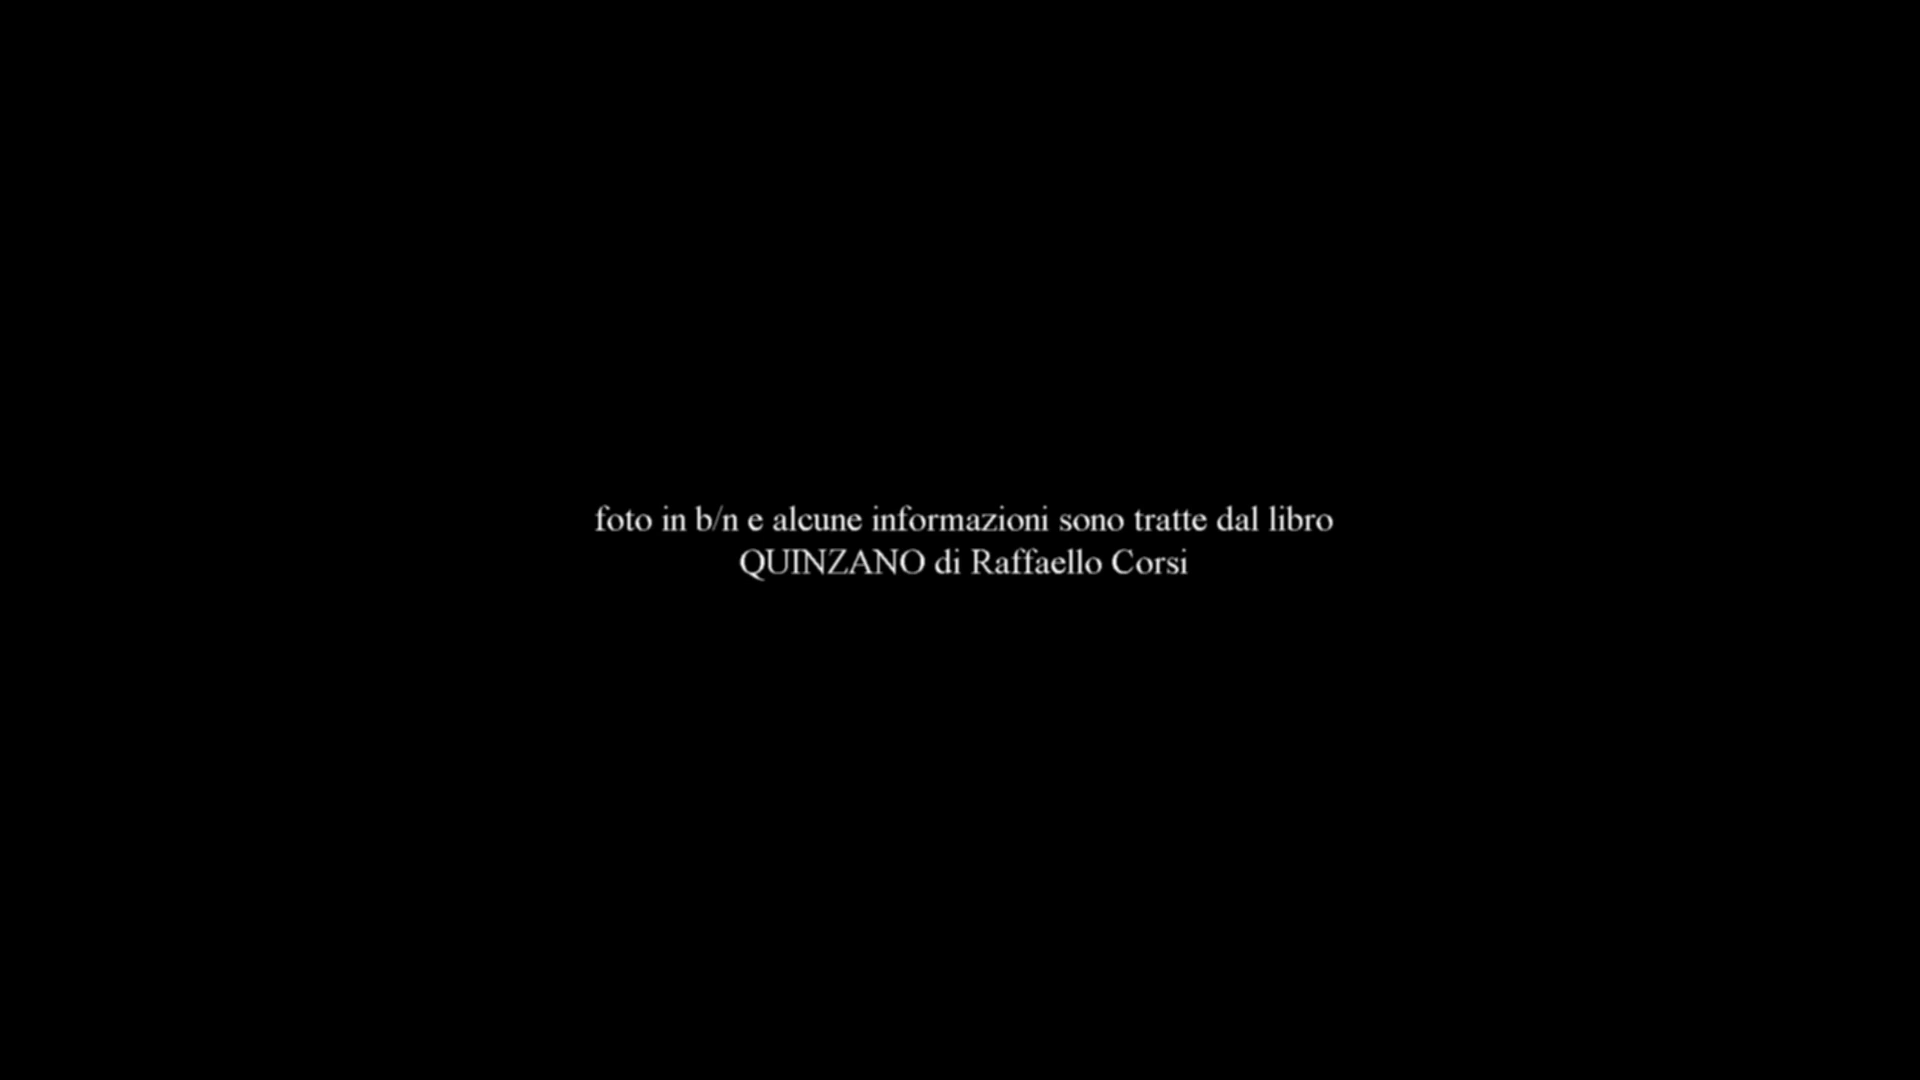 foto in b/n e alcune informazioni sono tratte dal libro
QUINZANO di Raffaello Corsi